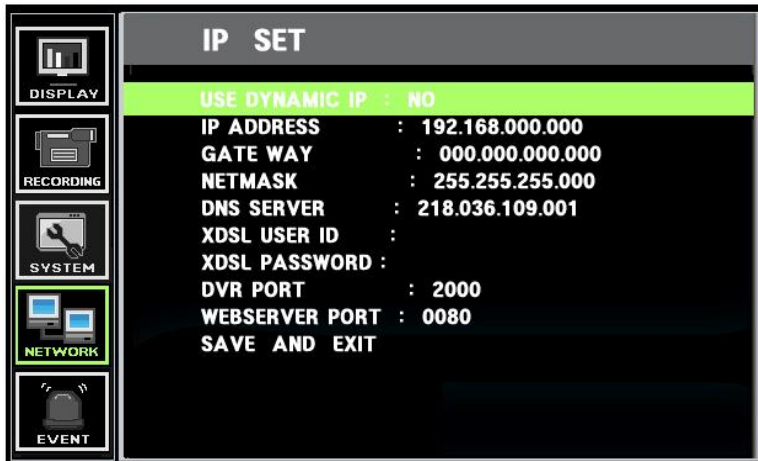 IP SET
DISPLAY
RECORDING
SYSTEM
NETWORK
EVENT
USE DYNAMIC IP : NO
IP ADDRESS : 192.168.000.000
GATE WAY : 000.000.000.000
NETMASK : 255.255.255.000
DNS SERVER : 218.036.109.001
XDSL USER ID :
XDSL PASSWORD :
DVR PORT : 2000
WEBSERVER PORT : 0080
SAVE AND EXIT